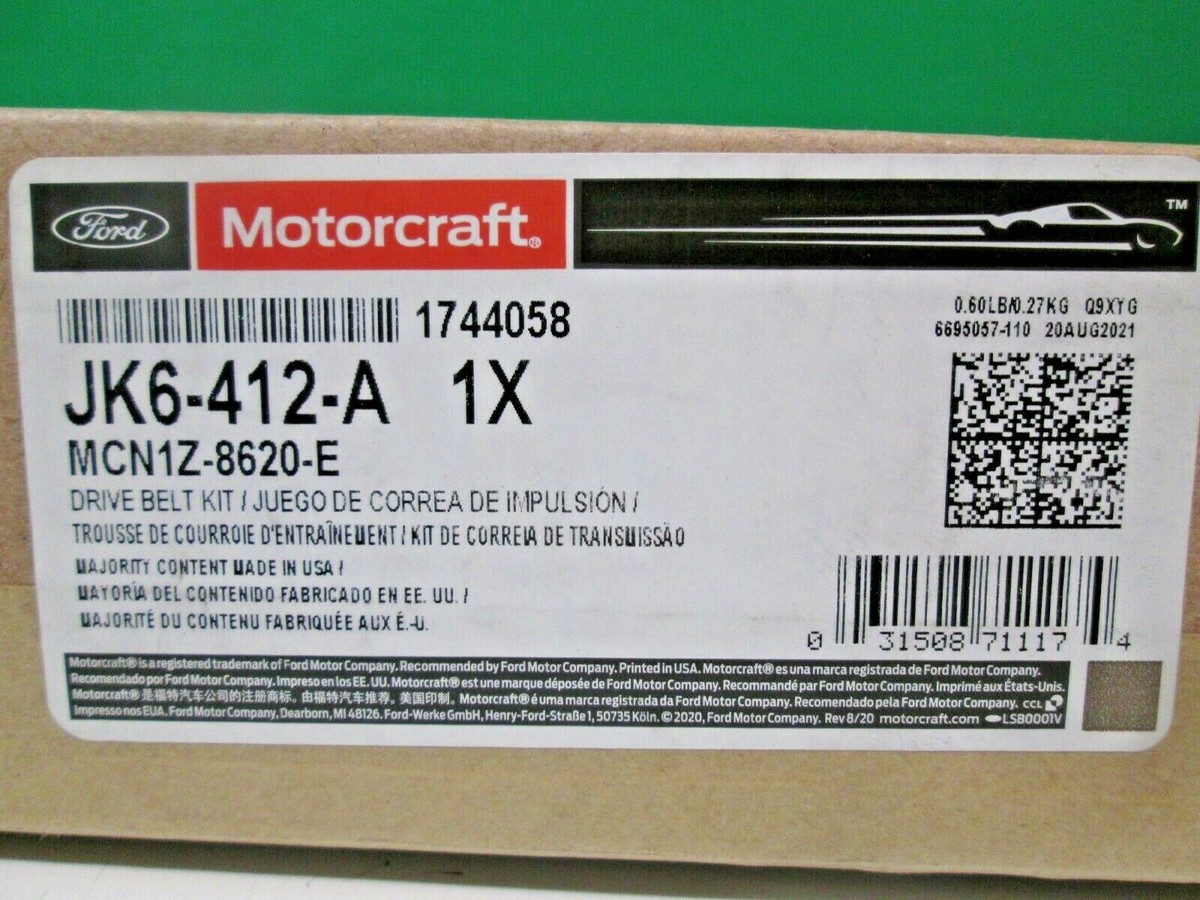 Ford Motorcraft® TM
1744058
0.60LB/0.27KG Q9XYG
6695057-110 20AUG2021
JK6-412-A 1X
MCN1Z-8620-E
DRIVE BELT KIT / JUEGO DE CORREA DE IMPULSIÓN /
TROUSSE DE COURROIE D'ENTRAÎNEMENT / KIT DE CORREIA DE TRANSMISSÃO
MAJORITY CONTENT MADE IN USA /
MAYORÍA DEL CONTENIDO FABRICADO EN EE. UU. /
MAJORITÉ DU CONTENU FABRIQUÉE AUX É.-U.
0 31508 71117 4
Motorcraft® is a registered trademark of Ford Motor Company. Recommended by Ford Motor Company. Printed in USA. Motorcraft® es una marca registrada de Ford Motor Company.
Recomendado por Ford Motor Company. Impreso en los EE. UU. Motorcraft® est une marque déposée de Ford Motor Company. Recommandé par Ford Motor Company. Imprimé aux États-Unis.
Motorcraft® 是福特汽车公司的注册商标。由福特汽车推荐。美国印制。Motorcraft® é uma marca registrada de Ford Motor Company. Recomendado pela Ford Motor Company. CCL
Impresso nos EUA. Ford Motor Company, Dearborn, MI 48126. Ford-Werke GmbH, Henry-Ford-Straße 1, 50735 Köln. © 2020, Ford Motor Company. Rev 8/20 motorcraft.com LSB0001V